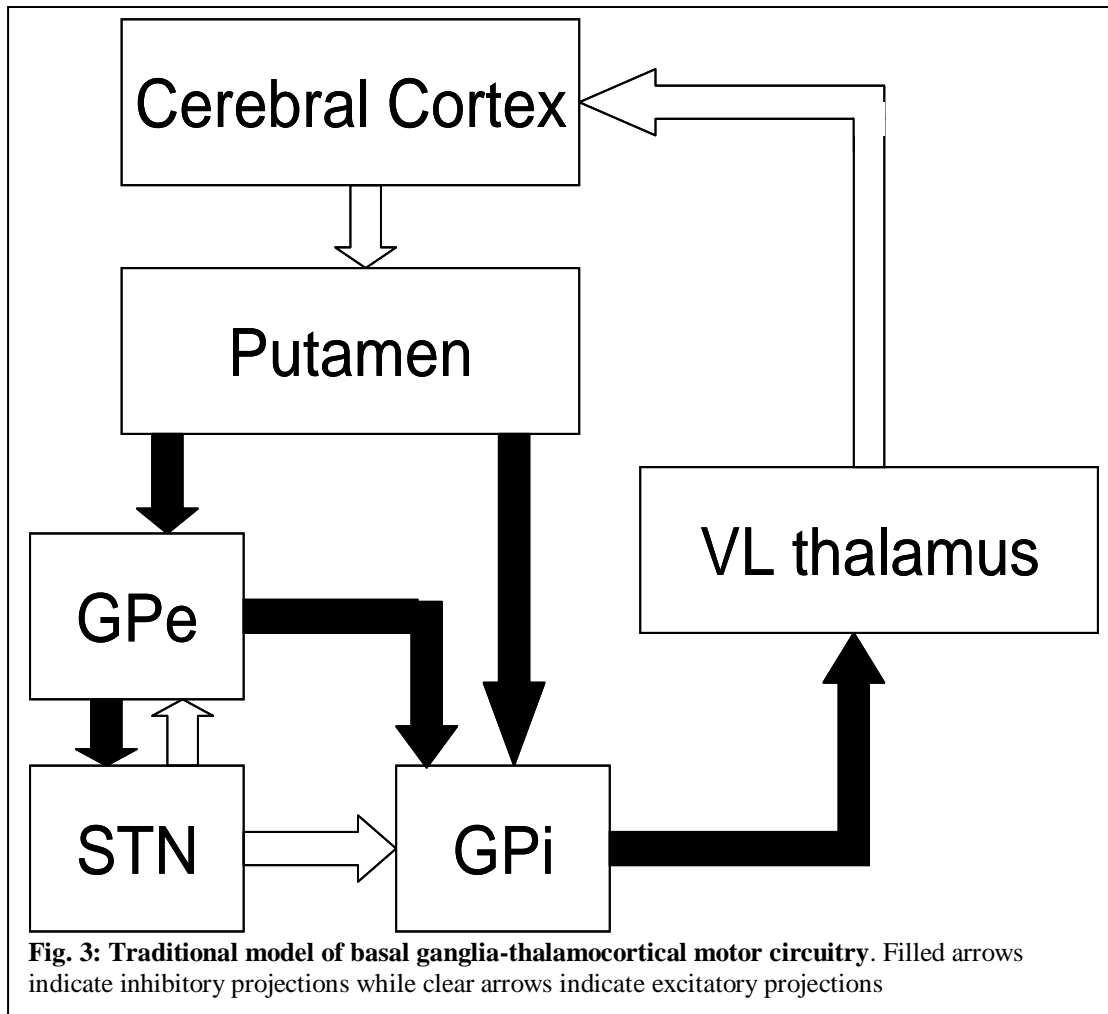 Cerebral Cortex
Putamen
VL thalamus
GPe
STN
GPi
Fig. 3: Traditional model of basal ganglia-thalamocortical motor circuitry. Filled arrows
indicate inhibitory projections while clear arrows indicate excitatory projections